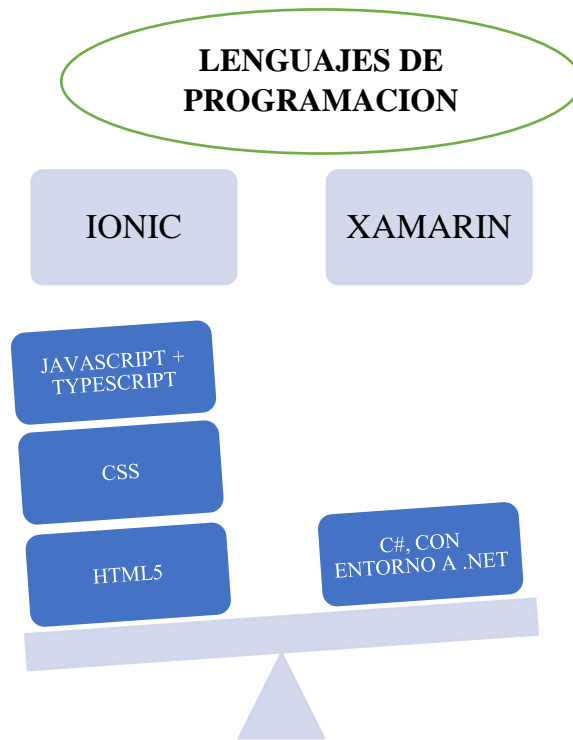 LENGUAJES DE
PROGRAMACION
IONIC
XAMARIN
JAVASCRIPT +
TYPESCRIPT
CSS
HTML5
C#, CON
ENTORNO A .NET